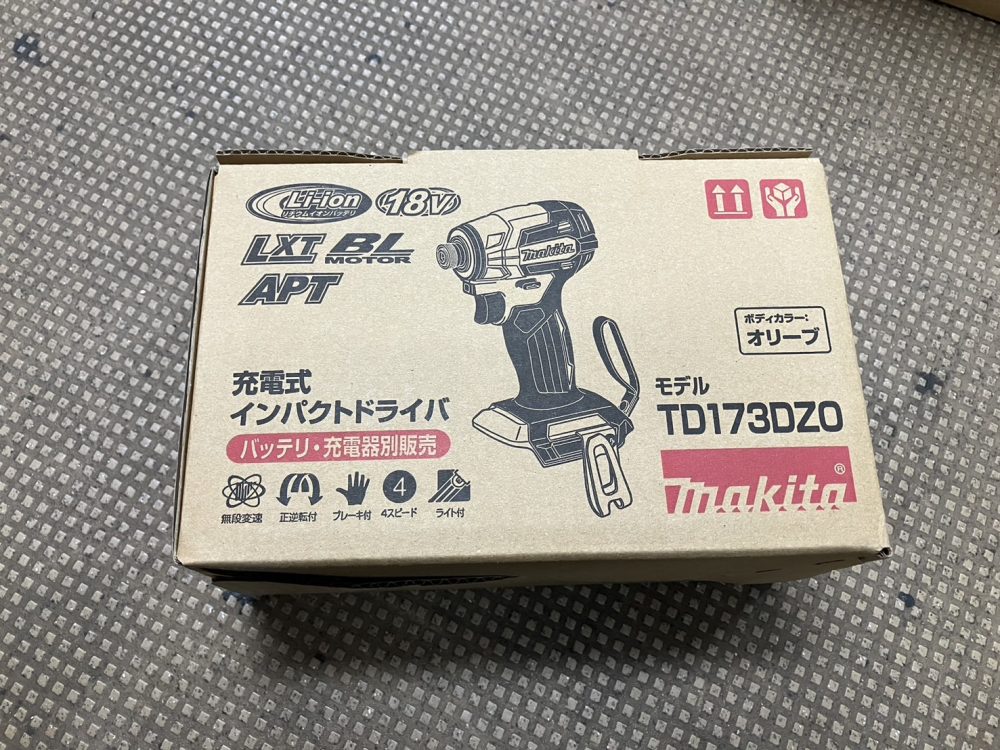 Li-ion
リチウムイオンバッテリ
18V
LXT BL
MOTOR
APT
makita
ボディカラー:
オリーブ
充電式
インパクトドライバ
バッテリ・充電器別販売
モデル
TD173DZO
makita®
無段変速 正逆転付 ブレーキ付 4 4スピード ライト付